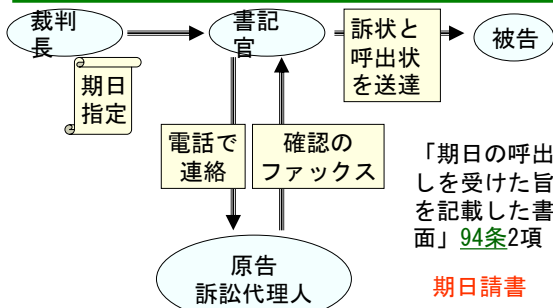 裁判
長
書記
官
訴状と
呼出状
を送達
被告
期日
指定
電話で
連絡
確認の
ファックス
「期日の呼出
しを受けた旨
を記載した書
面」94条2項
原告
訴訟代理人
期日請書